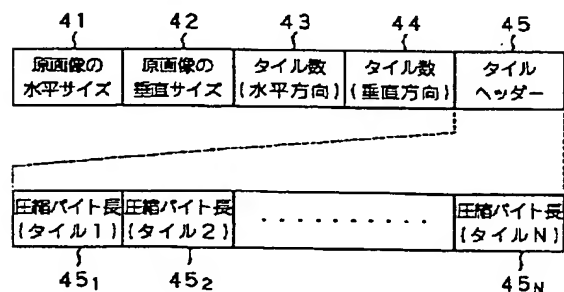 41 42 43 44 45
原画像の 原画像の タイル数 タイル数 タイル
水平サイズ 垂直サイズ (水平方向) (垂直方向) ヘッダー
圧縮バイト長 圧縮バイト長 ・・・・・・・・・・ 圧縮バイト長
(タイル1) (タイル2) (タイルN)
45₁ 45₂ 45N